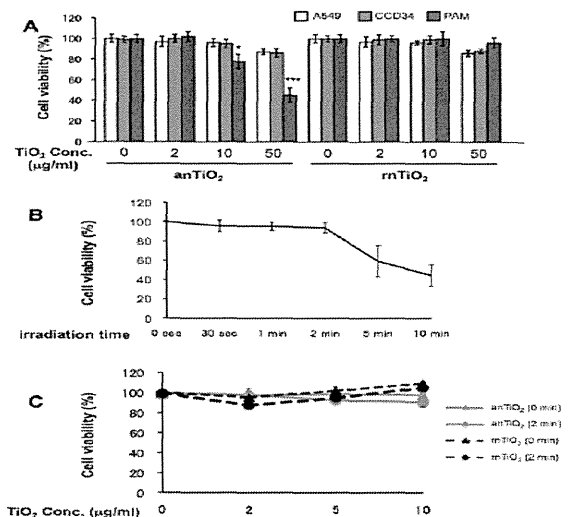 A
A549 CCD34 PAM
Cell viability (%)
120
100
80
60
40
20
0
*
***
TiO₂ Conc. (μg/ml)
0 2 10 50 0 2 10 50
anTiO₂ rnTiO₂
B
Cell viability (%)
120
100
80
60
40
20
0
irradiation time
0 sec 30 sec 1 min 2 min 5 min 10 min
C
Cell viability (%)
120
100
80
60
40
20
0
anTiO₂ (0 min)
anTiO₂ (2 min)
rnTiO₂ (0 min)
rnTiO₂ (2 min)
TiO₂ Conc. (μg/ml)
0 2 5 10